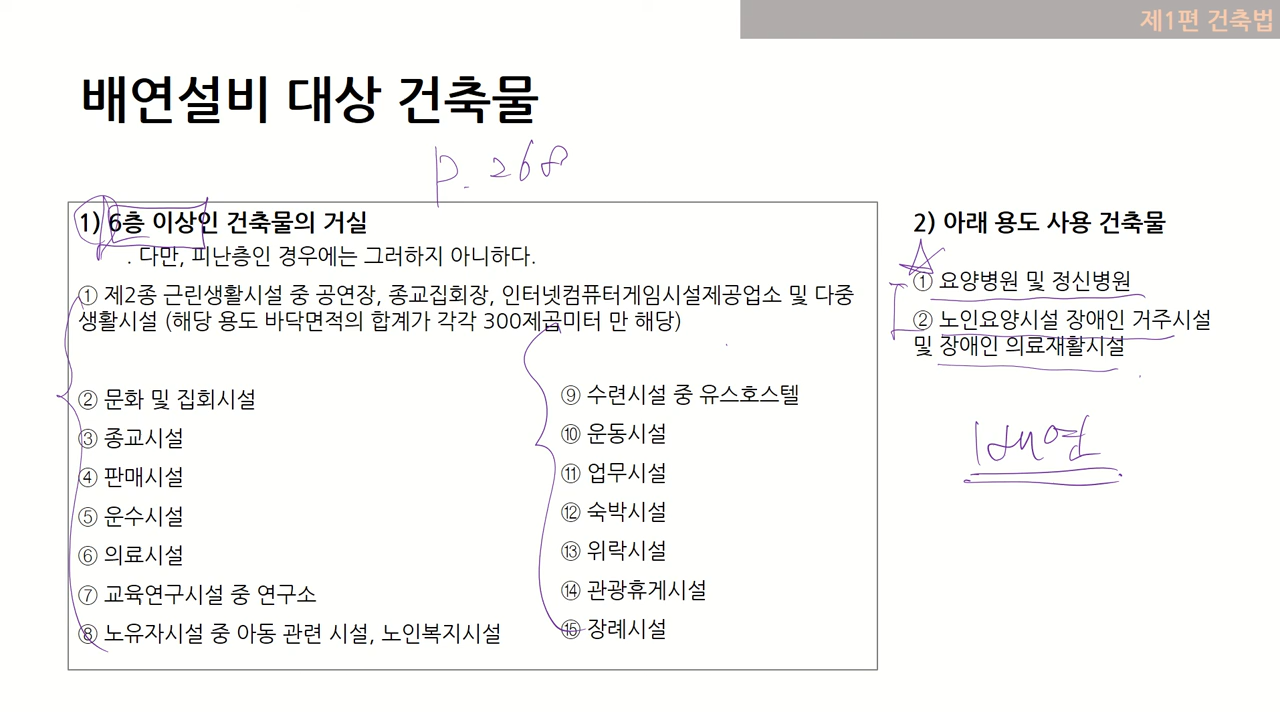 제1편 건축법
배연설비 대상 건축물
p. 268
1) 6층 이상인 건축물의 거실
. 다만, 피난층인 경우에는 그러하지 아니하다.
① 제2종 근린생활시설 중 공연장, 종교집회장, 인터넷컴퓨터게임시설제공업소 및 다중
생활시설 (해당 용도 바닥면적의 합계가 각각 300제곱미터 만 해당)
② 문화 및 집회시설
③ 종교시설
④ 판매시설
⑤ 운수시설
⑥ 의료시설
⑦ 교육연구시설 중 연구소
⑧ 노유자시설 중 아동 관련 시설, 노인복지시설
⑨ 수련시설 중 유스호스텔
⑩ 운동시설
⑪ 업무시설
⑫ 숙박시설
⑬ 위락시설
⑭ 관광휴게시설
⑮ 장례시설
2) 아래 용도 사용 건축물
① 요양병원 및 정신병원
② 노인요양시설 장애인 거주시설
및 장애인 의료재활시설
배연